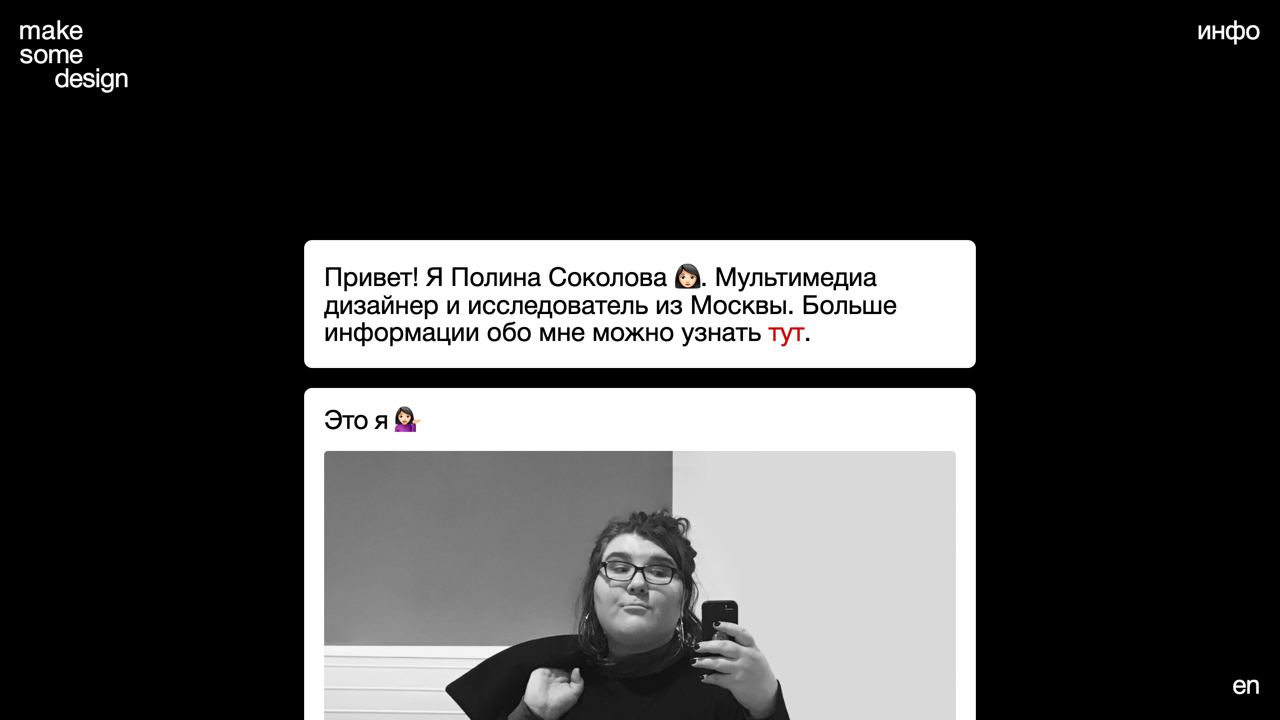 make
some
design
инфо
Привет! Я Полина Соколова 👩🏻. Мультимедиа
дизайнер и исследователь из Москвы. Больше
информации обо мне можно узнать тут.
Это я 💁🏻‍♀️
en